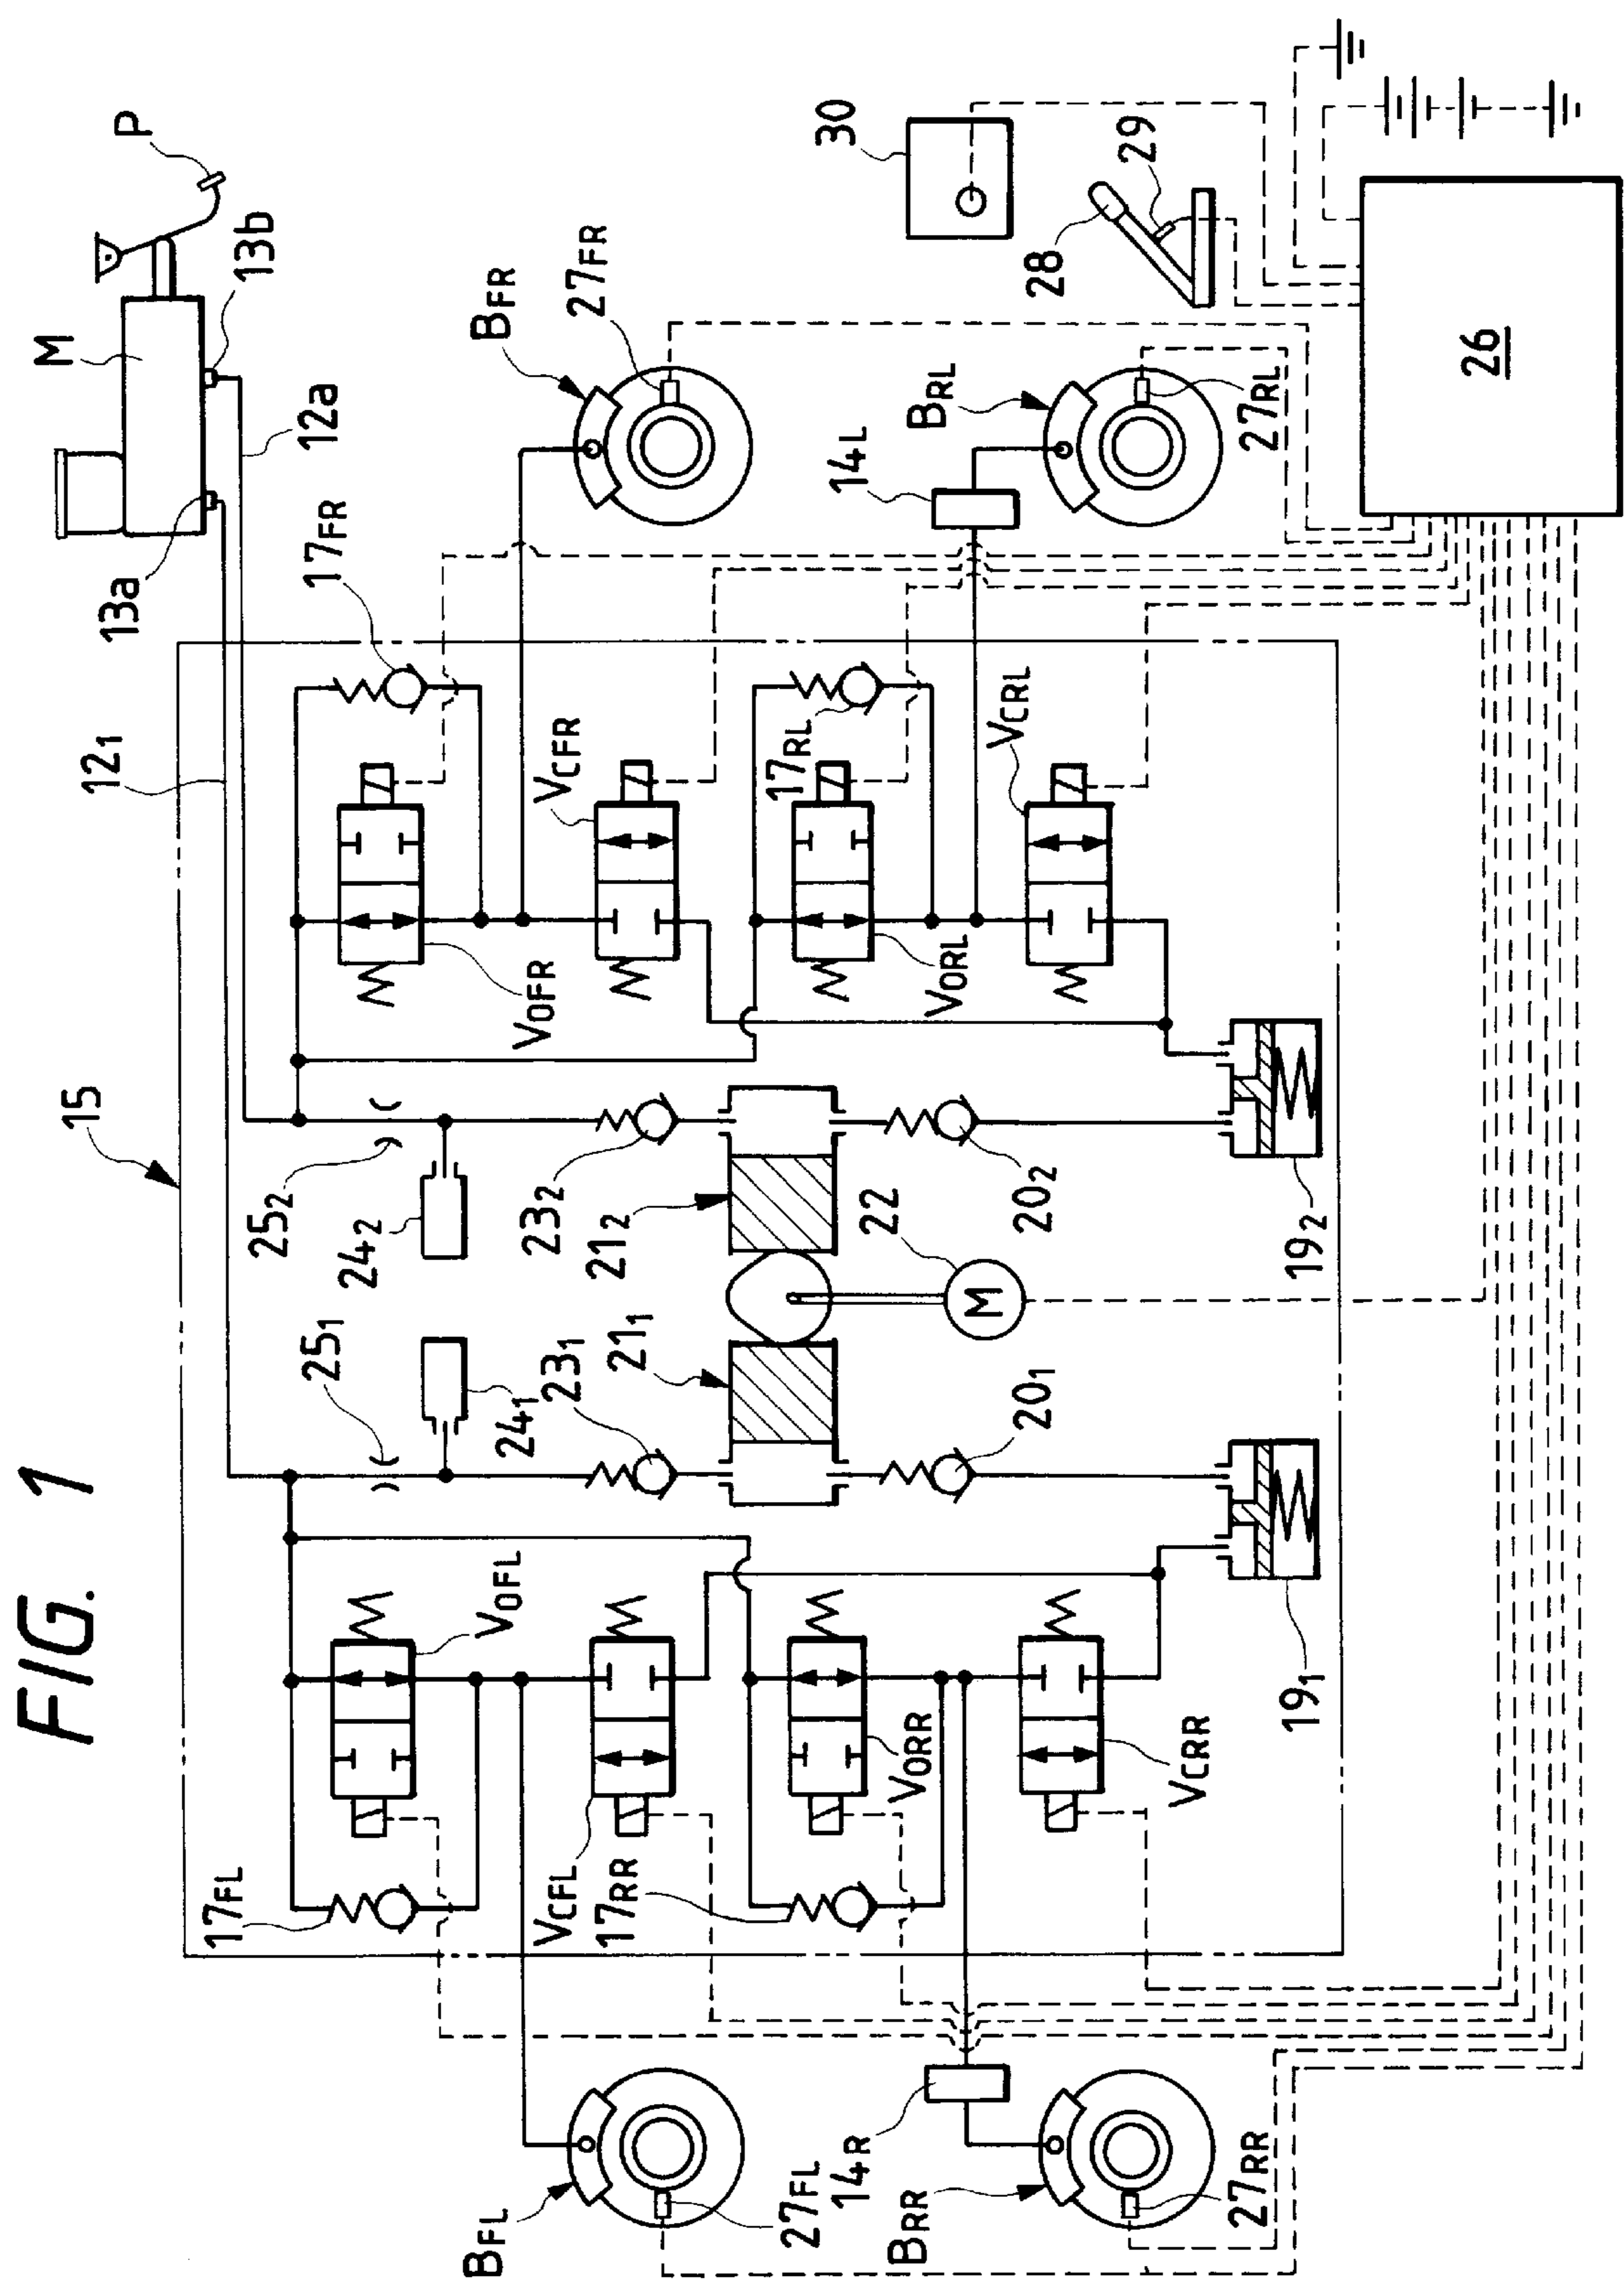 FIG. 1
P
M
13b
13a
12a
12₁
15
17FR
BFR
27FR
30
29
28
BRL
14L
27RL
26
VOFR
VCFR
17RL
VORL
VCRL
25₂
24₂
23₂
21₂
22
M
20₂
19₂
25₁
24₁
23₁
21₁
20₁
19₁
VOFL
17FL
VCFL
17RR
VORR
VCRR
BFL
27FL
14R
BRR
27RR